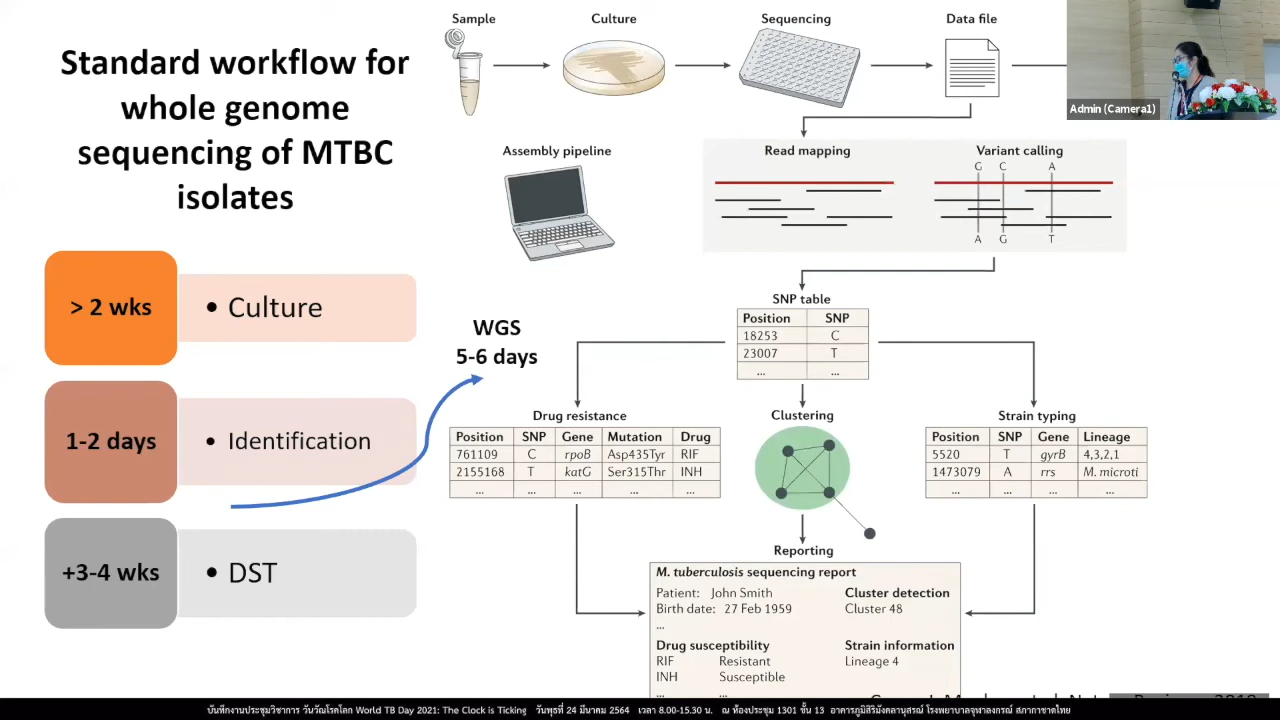 Standard workflow for
whole genome
sequencing of MTBC
isolates
> 2 wks
• Culture
1-2 days
• Identification
+3-4 wks
• DST
WGS
5-6 days
Sample
Culture
Sequencing
Data file
Admin (Camera1)
Assembly pipeline
Read mapping
Variant calling
G C A
A G T
SNP table
Position SNP
18253 C
23007 T
... ...
Drug resistance
Position SNP Gene Mutation Drug
761109 C rpoB Asp435Tyr RIF
2155168 T katG Ser315Thr INH
... ... ... ... ...
Clustering
Strain typing
Position SNP Gene Lineage
5520 T gyrB 4,3,2,1
1473079 A rrs M. microti
... ... ... ...
Reporting
M. tuberculosis sequencing report
Patient: John Smith
Birth date: 27 Feb 1959
...
Cluster detection
Cluster 48
Drug susceptibility
RIF Resistant
INH Susceptible
... ...
Strain information
Lineage 4
บันทึกงานประชุมวิชาการ วันวัณโรคโลก World TB Day 2021: The Clock is Ticking วันพุธที่ 24 มีนาคม 2564 เวลา 8.00-15.30 น. ณ ห้องประชุม 1301 ชั้น 13 อาคารภูมิสิริมังคลานุสรณ์ โรงพยาบาลจุฬาลงกรณ์ สภากาชาดไทย